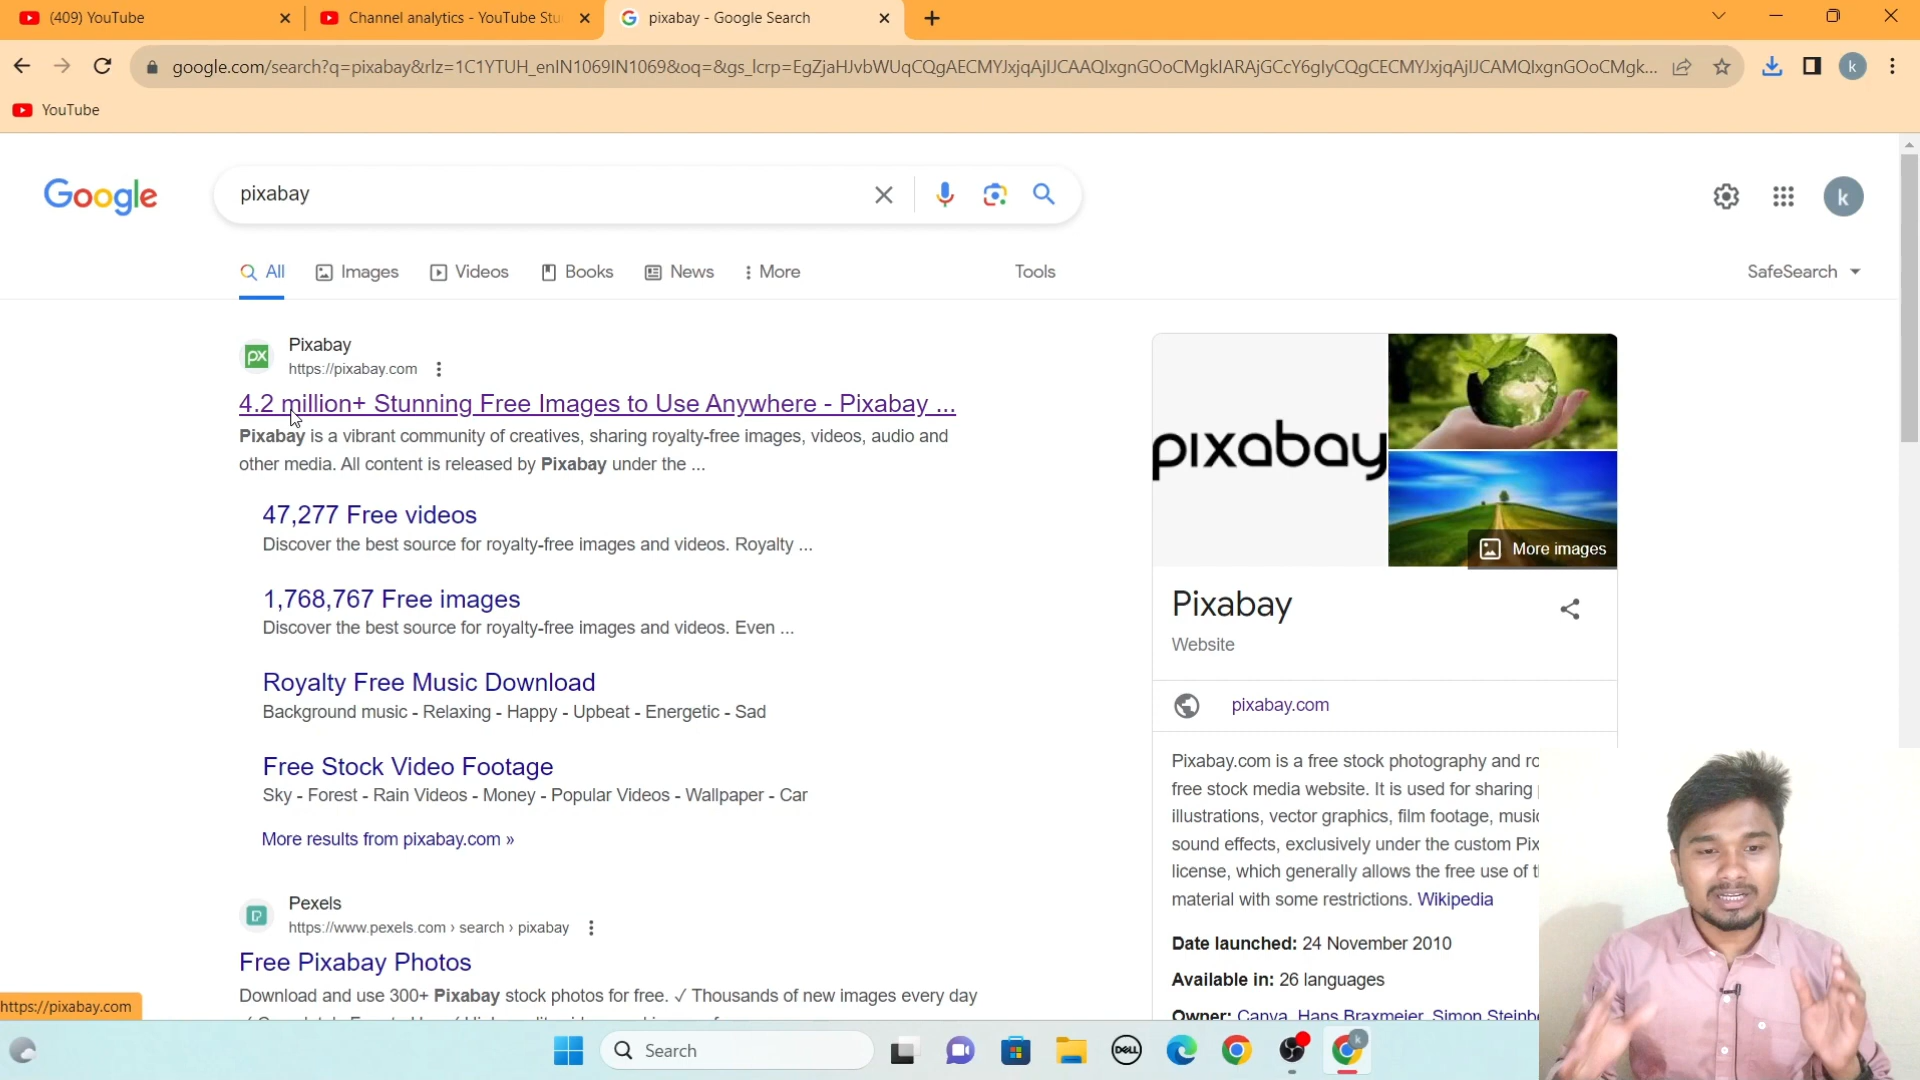 (409) YouTube
Channel analytics - YouTube Stu
pixabay - Google Search
google.com/search?q=pixabay&rlz=1C1YTUH_enIN1069IN1069&oq=&gs_lcrp=
YouTube
Google
pixabay
k
All
Images
Videos
Books
News
More
Tools
SafeSearch
px
Pixabay
https://pixabay.com
4.2 million+ Stunning Free Images to Use Anywhere - Pixabay ...
Pixabay is a vibrant community of creatives, sharing royalty-free images, videos, audio and
other media. All content is released by Pixabay under the ...
47,277 Free videos
Discover the best source for royalty-free images and videos. Royalty ...
1,768,767 Free images
Discover the best source for royalty-free images and videos. Even ...
Royalty Free Music Download
Background music - Relaxing - Happy - Upbeat - Energetic - Sad
Free Stock Video Footage
Sky - Forest - Rain Videos - Money - Popular Videos - Wallpaper - Car
More results from pixabay.com »
Pexels
https://www.pexels.com › search › pixabay
Free Pixabay Photos
Download and use 300+ Pixabay stock photos for free. ✓ Thousands of new images every day
https://pixabay.com
pixabay
More images
Pixabay
Website
pixabay.com
Pixabay.com is a free stock photography and
free stock media website. It is used for sharing
illustrations, vector graphics, film footage,
sound effects, exclusively under the custom
license, which generally allows the free use of
material with some restrictions. Wikipedia
Date launched: 24 November 2010
Available in: 26 languages
Owner: Canva, Hans Braxmeier, Simon
Search
DELL